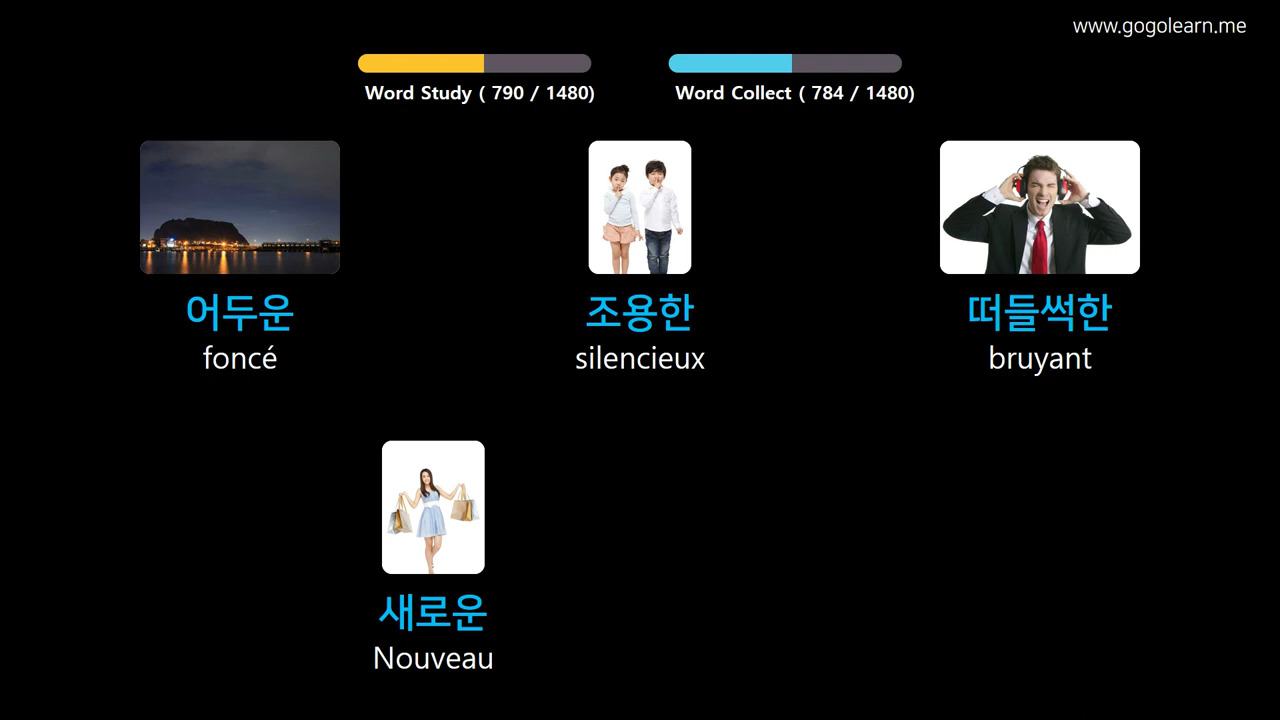 www.gogolearn.me
Word Study ( 790 / 1480)
Word Collect ( 784 / 1480)
어두운
foncé
조용한
silencieux
떠들썩한
bruyant
새로운
Nouveau